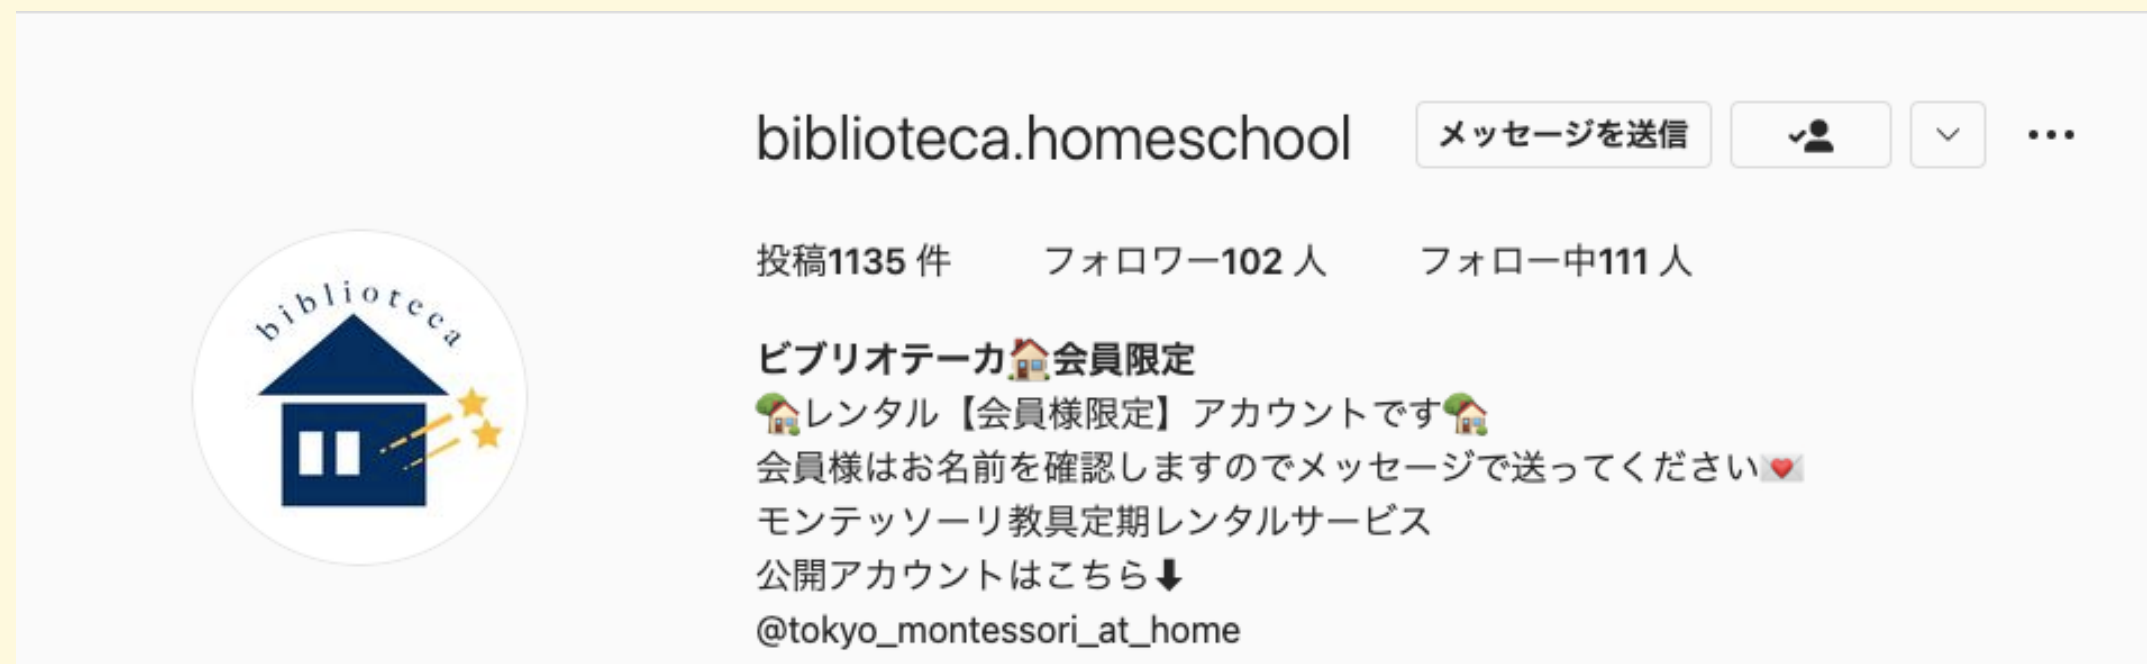 biblioteca.homeschool メッセージを送信
投稿1135 件 フォロワー102 人 フォロー中111 人
biblioteca
ビブリオテーカ🏠会員限定
🏡レンタル【会員様限定】アカウントです🏡
会員様はお名前を確認しますのでメッセージで送ってください💌
モンテッソーリ教具定期レンタルサービス
公開アカウントはこちら⬇
@tokyo_montessori_at_home